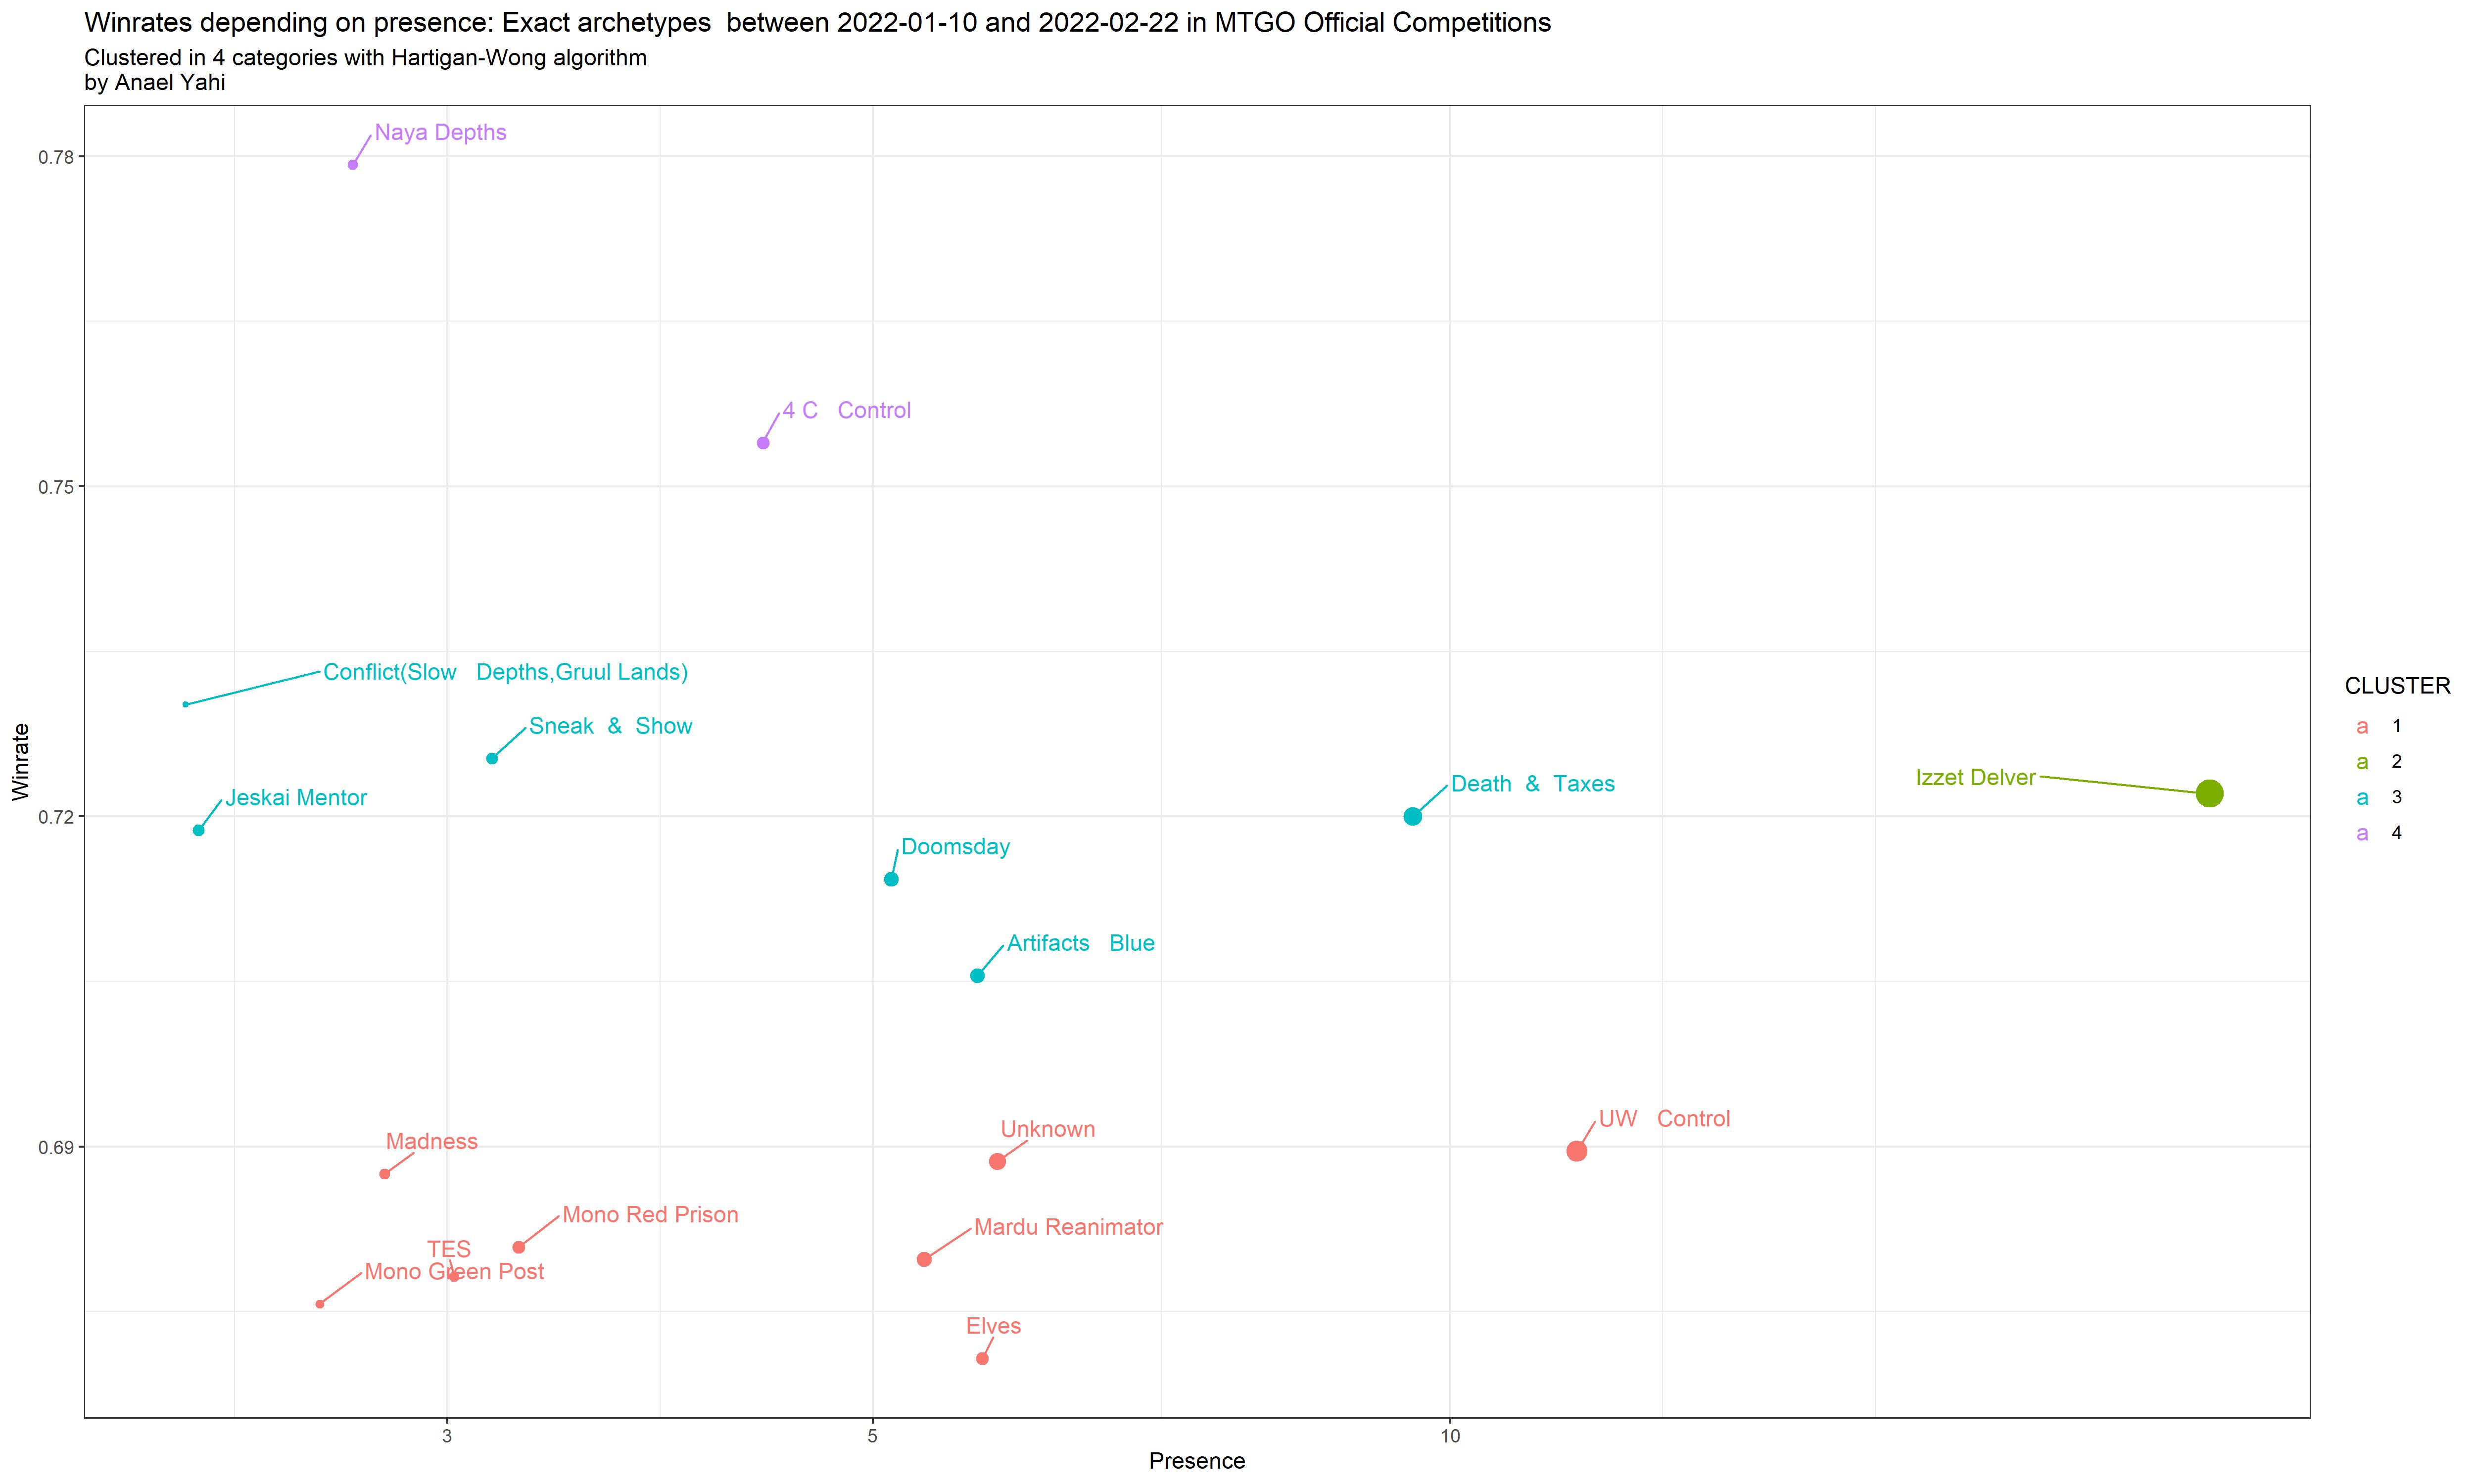 Winrates depending on presence: Exact archetypes  between 2022-01-10 and 2022-02-22 in MTGO Official Competitions
Clustered in 4 categories with Hartigan-Wong algorithm
by Anael Yahi
Naya Depths
0.78
4 C   Control
0.75
Conflict(Slow   Depths,Gruul Lands)
Sneak  &  Show
Death  &  Taxes
Izzet Delver
Jeskai Mentor
0.72
Doomsday
Artifacts   Blue
UW   Control
Unknown
Madness
0.69
Mono Red Prison
Mardu Reanimator
TES
Mono Green Post
Elves
3
5
10
Presence
Winrate
CLUSTER
a 1
a 2
a 3
a 4